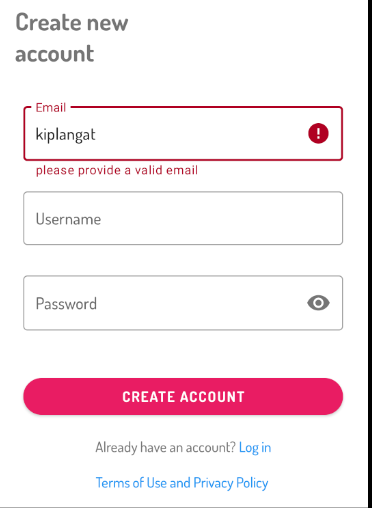 Create new
account
Email
kiplangat
please provide a valid email
Username
Password
CREATE ACCOUNT
Already have an account? Log in
Terms of Use and Privacy Policy